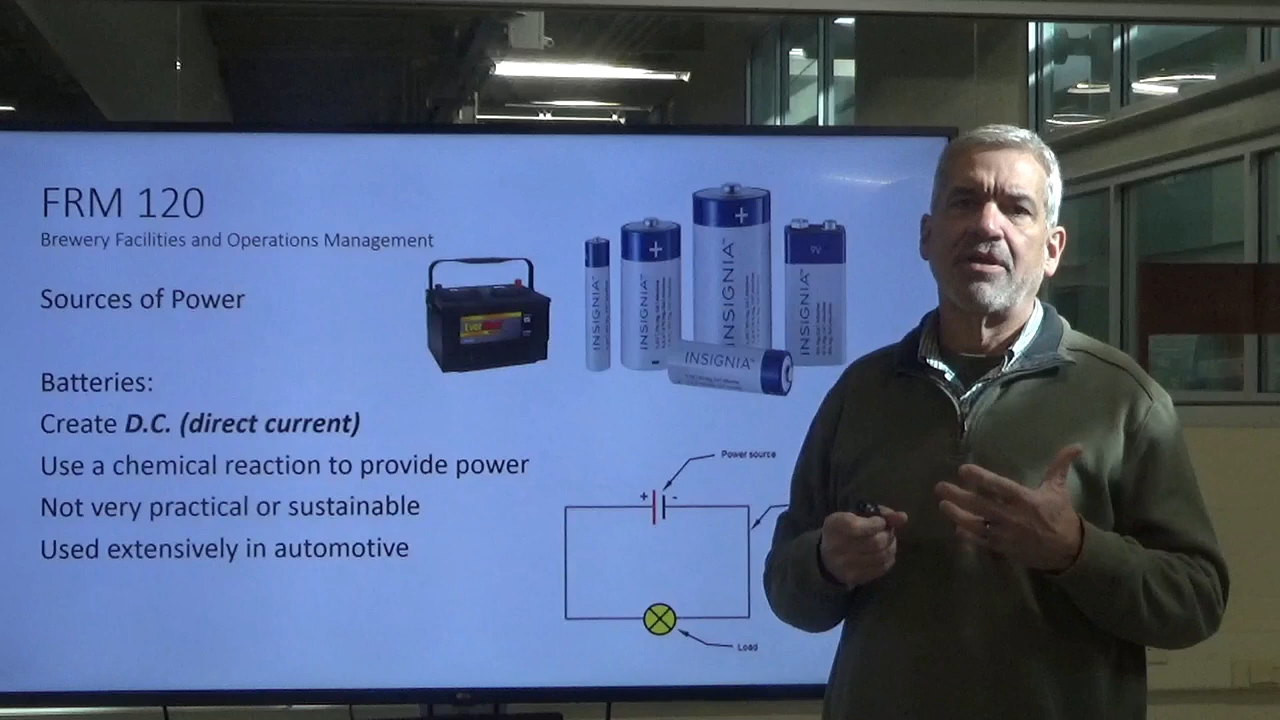 FRM 120
Brewery Facilities and Operations Management
Sources of Power
Batteries:
Create D.C. (direct current)
Use a chemical reaction to provide power
Not very practical or sustainable
Used extensively in automotive
INSIGNIA
INSIGNIA
INSIGNIA
INSIGNIA
INSIGNIA
+
+
9V
Power source
+ -
Load